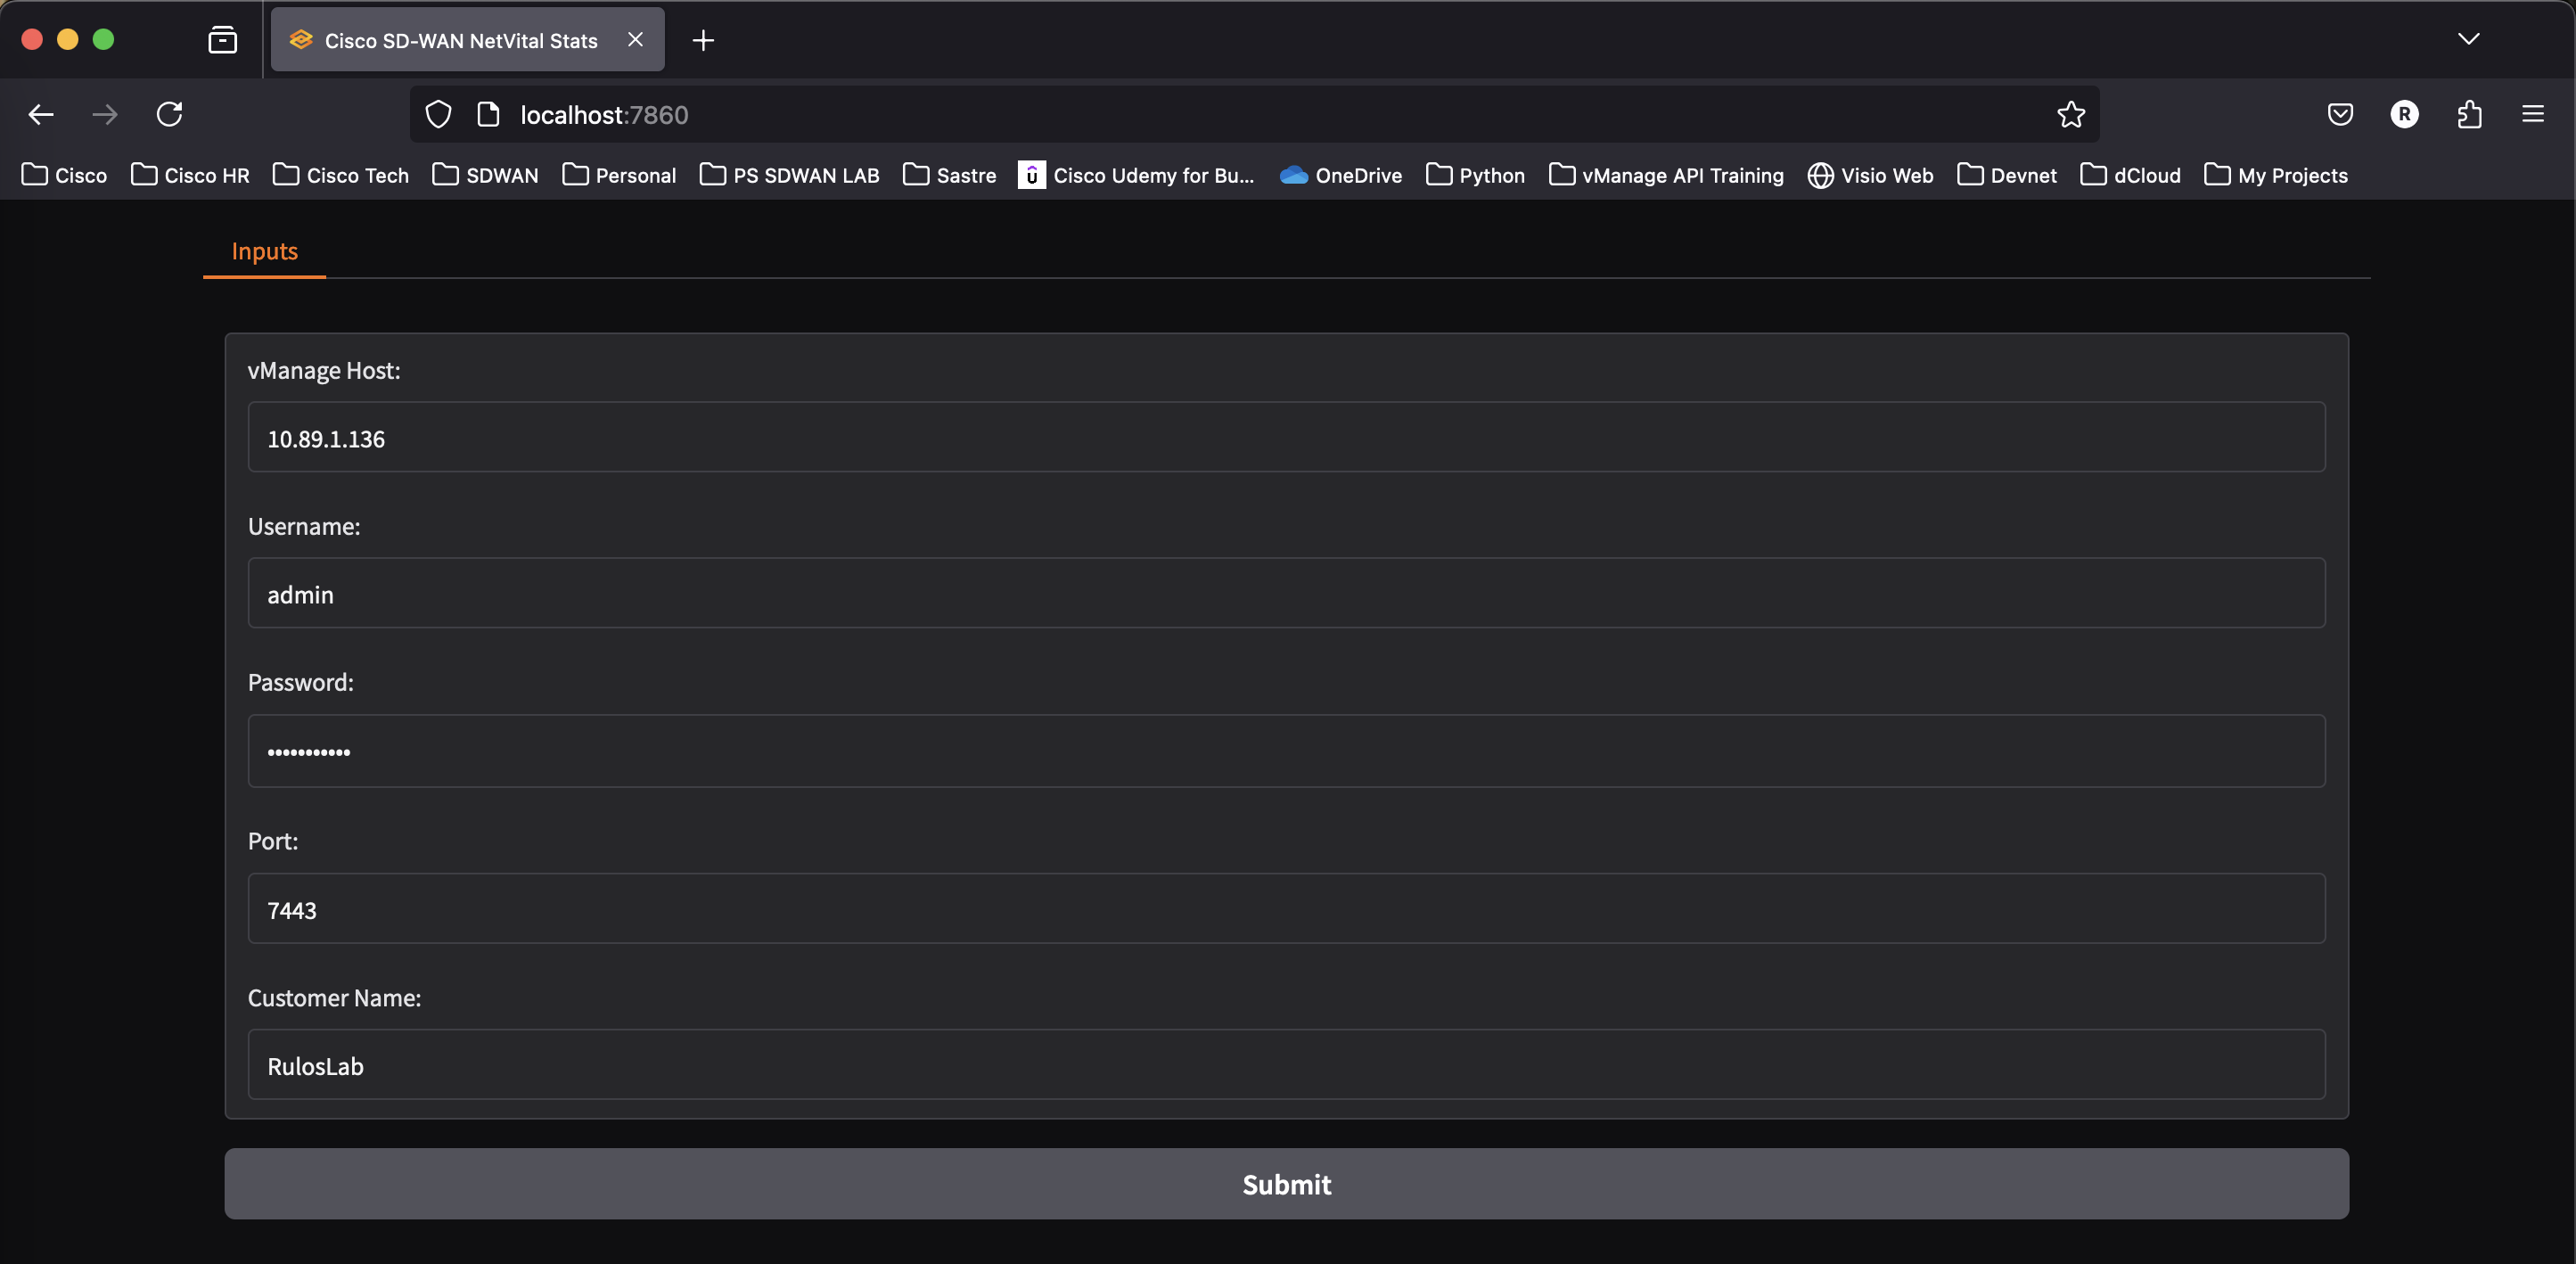 Cisco SD-WAN NetVital Stats
localhost:7860
R
Cisco Cisco HR Cisco Tech SDWAN Personal PS SDWAN LAB Sastre Cisco Udemy for Bu... OneDrive Python vManage API Training Visio Web Devnet dCloud My Projects
Inputs
vManage Host:
10.89.1.136
Username:
admin
Password:
•••••••••••
Port:
7443
Customer Name:
RulosLab
Submit